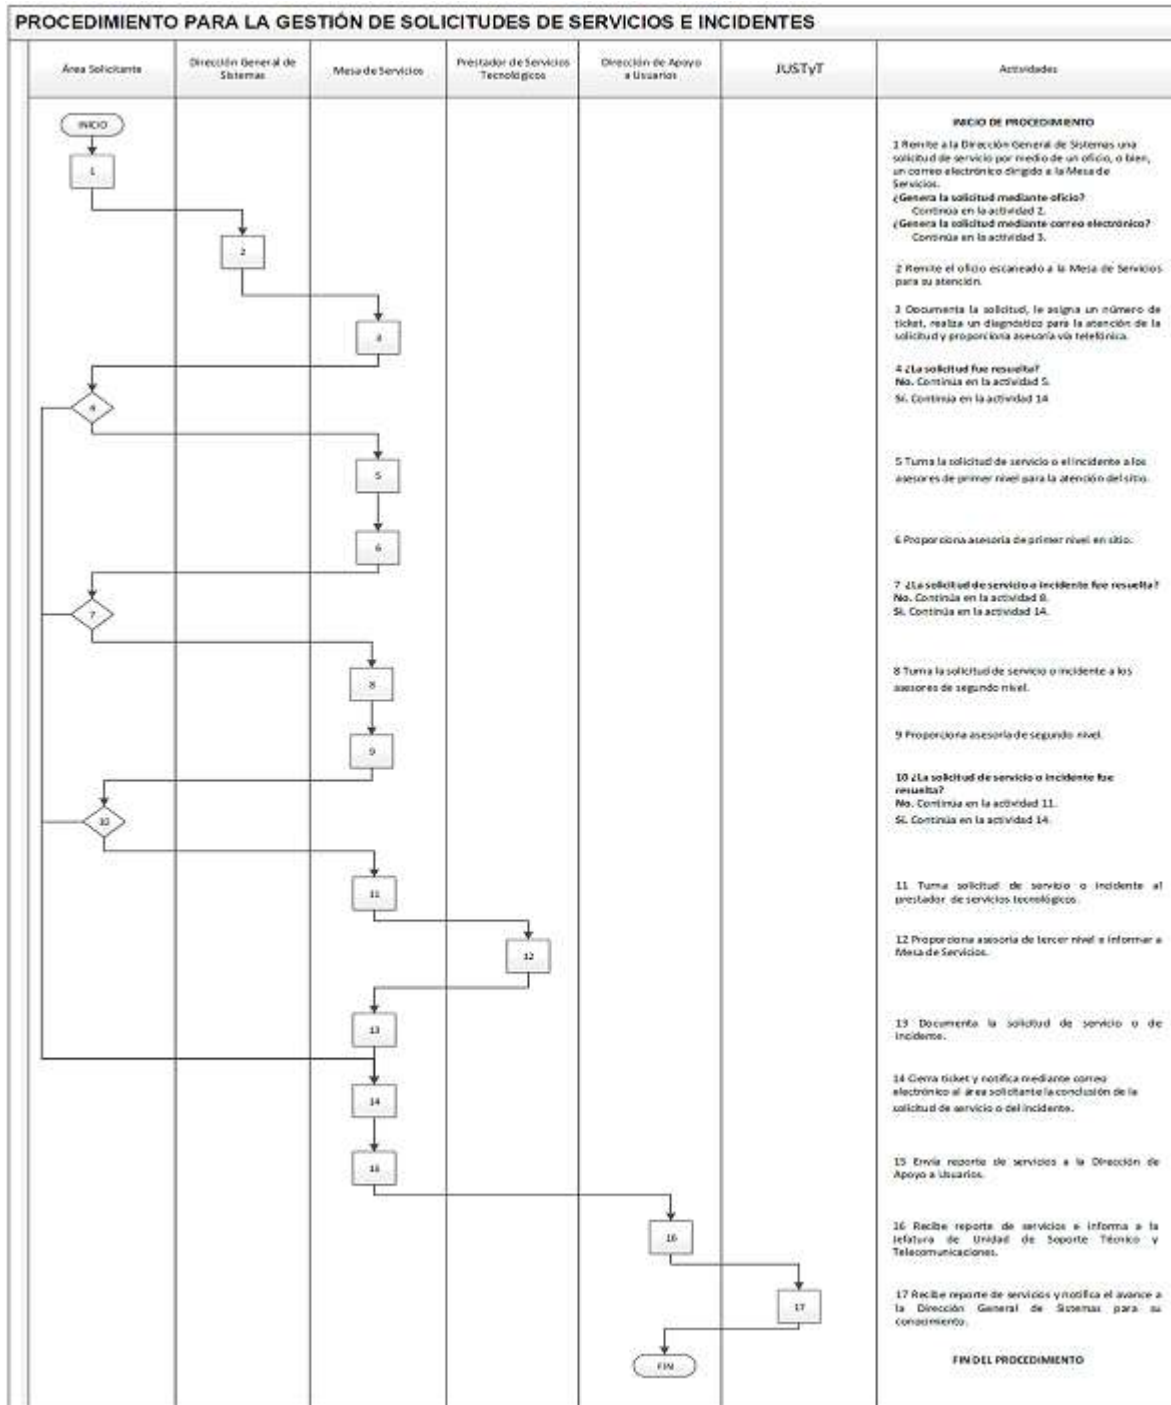 PROCEDIMIENTO PARA LA GESTIÓN DE SOLICITUDES DE SERVICIOS E INCIDENTES
Área Solicitante
Dirección General de
Sistemas
Mesa de Servicios
Prestador de Servicios
Tecnológicos
Dirección de Apoyo
a Usuarios
JUSTyT
Actividades
INICIO
1
2
3
4
5
6
7
8
9
10
11
12
13
14
15
16
17
FIN
INICIO DE PROCEDIMIENTO
1 Remite a la Dirección General de Sistemas una
solicitud de servicio por medio de un oficio, o bien,
un correo electrónico dirigido a la Mesa de
Servicios.
¿Genera la solicitud mediante oficio?
Continúa en la actividad 2.
¿Genera la solicitud mediante correo electrónico?
Continúa en la actividad 3.
2 Remite el oficio escaneado a la Mesa de Servicios
para su atención.
3 Documenta la solicitud, le asigna un número de
ticket, realiza un diagnóstico para la atención de la
solicitud y proporciona asesoría vía telefónica.
4 ¿La solicitud fue resuelta?
No. Continúa en la actividad 5.
Sí. Continúa en la actividad 14
5 Turna la solicitud de servicio o el incidente a los
asesores de primer nivel para la atención del sitio.
6 Proporciona asesoría de primer nivel en sitio.
7 ¿La solicitud de servicio o incidente fue resuelta?
No. Continúa en la actividad 8.
Sí. Continúa en la actividad 14.
8 Turna la solicitud de servicio o incidente a los
asesores de segundo nivel.
9 Proporciona asesoría de segundo nivel.
10 ¿La solicitud de servicio o incidente fue
resuelta?
No. Continúa en la actividad 11.
Sí. Continúa en la actividad 14.
11 Turna solicitud de servicio o incidente al
prestador de servicios tecnológicos.
12 Proporciona asesoría de tercer nivel e informar a
Mesa de Servicios.
13 Documenta la solicitud de servicio o de
incidente.
14 Cierra ticket y notifica mediante correo
electrónico al área solicitante la conclusión de la
solicitud de servicio o del incidente.
15 Envía reporte de servicios a la Dirección de
Apoyo a Usuarios.
16 Recibe reporte de servicios e informa a la
Jefatura de Unidad de Soporte Técnico y
Telecomunicaciones.
17 Recibe reporte de servicios y notifica el avance a
la Dirección General de Sistemas para su
conocimiento.
FIN DEL PROCEDIMIENTO